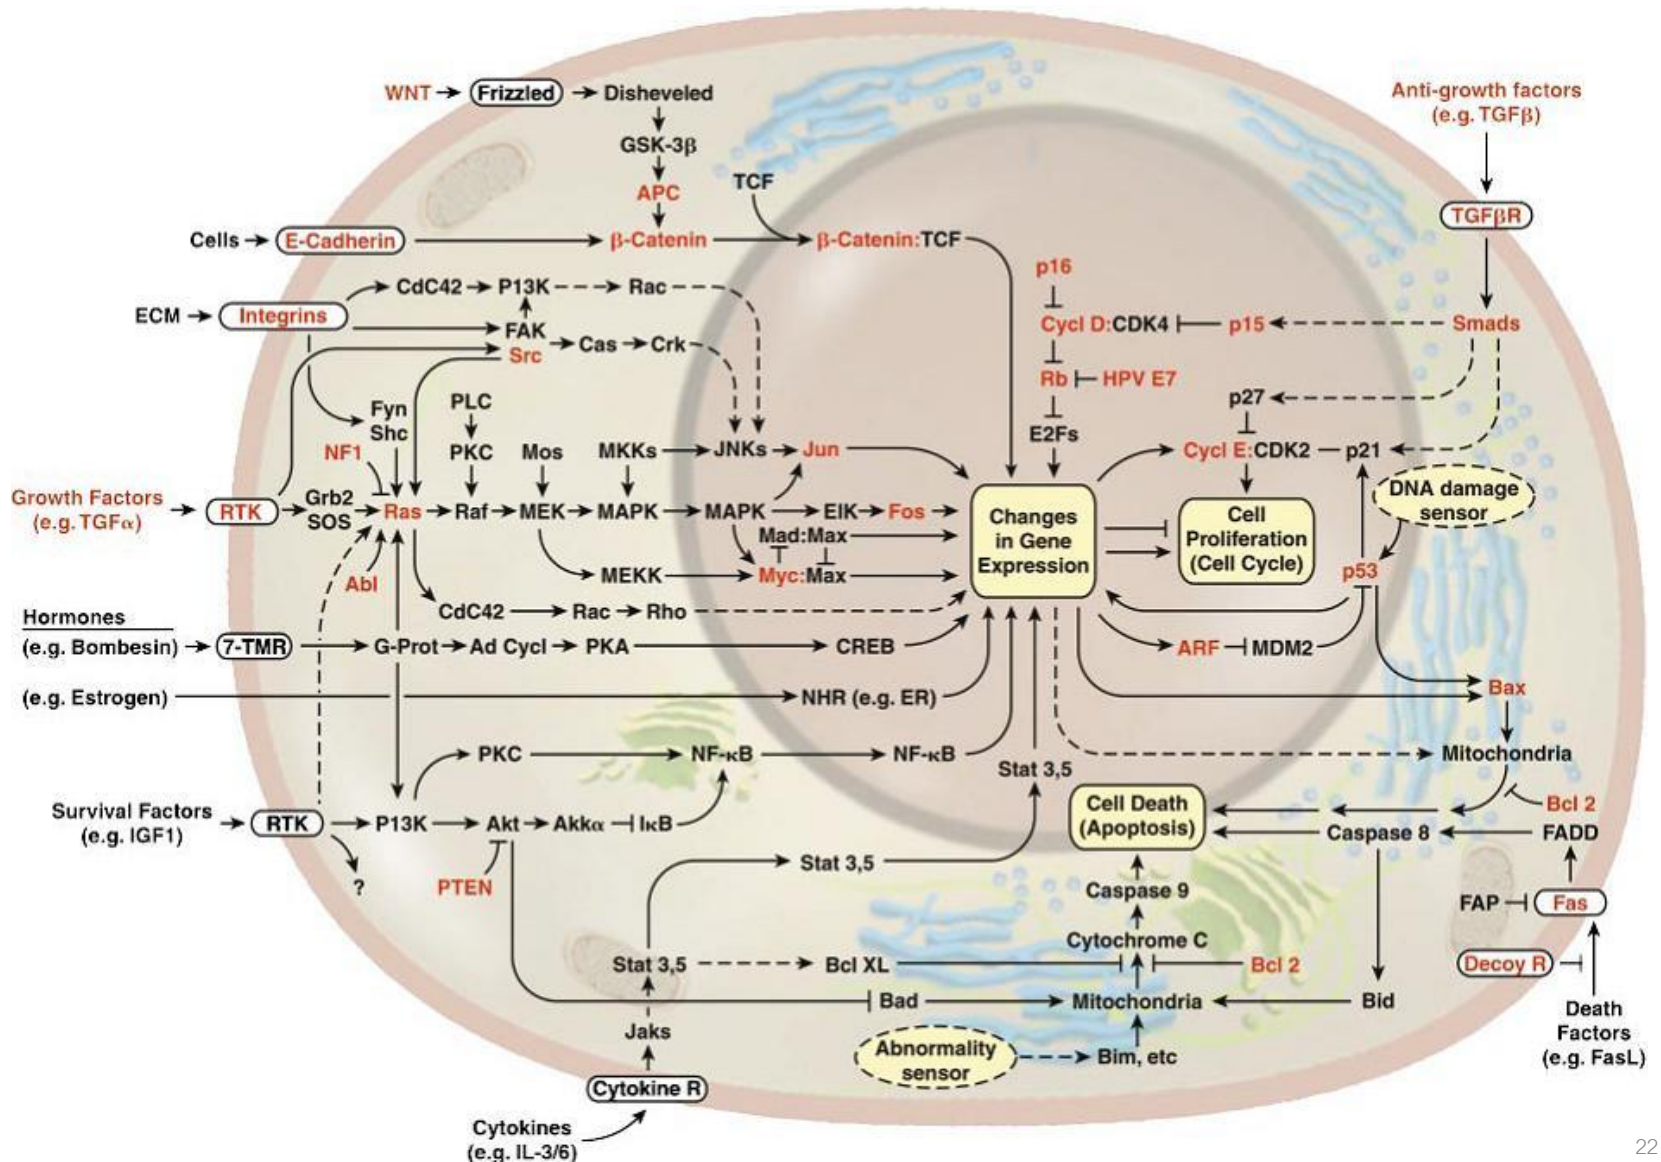 WNT
Frizzled
Disheveled
GSK-3β
APC
TCF
Cells
E-Cadherin
β-Catenin
β-Catenin:TCF
ECM
Integrins
CdC42
P13K
Rac
FAK
Src
Cas
Crk
Fyn
Shc
NF1
PLC
PKC
Mos
MKKs
JNKs
Jun
Growth Factors
(e.g. TGFα)
RTK
Grb2
SOS
Ras
Raf
MEK
MAPK
MAPK
ElK
Fos
Mad:Max
Myc:Max
MEKK
Abl
CdC42
Rac
Rho
Hormones
(e.g. Bombesin)
7-TMR
G-Prot
Ad Cycl
PKA
CREB
(e.g. Estrogen)
NHR (e.g. ER)
PKC
NF-κB
NF-κB
Stat 3,5
Survival Factors
(e.g. IGF1)
RTK
P13K
Akt
Akkα
IκB
?
PTEN
Stat 3,5
Stat 3,5
Bcl XL
Bad
Jaks
Cytokine R
Cytokines
(e.g. IL-3/6)
Anti-growth factors
(e.g. TGFβ)
TGFβR
Smads
p16
Cycl D:CDK4
p15
Rb
HPV E7
E2Fs
p27
Cycl E:CDK2
p21
DNA damage
sensor
Changes
in Gene
Expression
Cell
Proliferation
(Cell Cycle)
p53
ARF
MDM2
Bax
Mitochondria
Bcl 2
Cell Death
(Apoptosis)
Caspase 8
FADD
Caspase 9
FAP
Fas
Cytochrome C
Bcl 2
Decoy R
Mitochondria
Bid
Death
Factors
(e.g. FasL)
Abnormality
sensor
Bim, etc
22